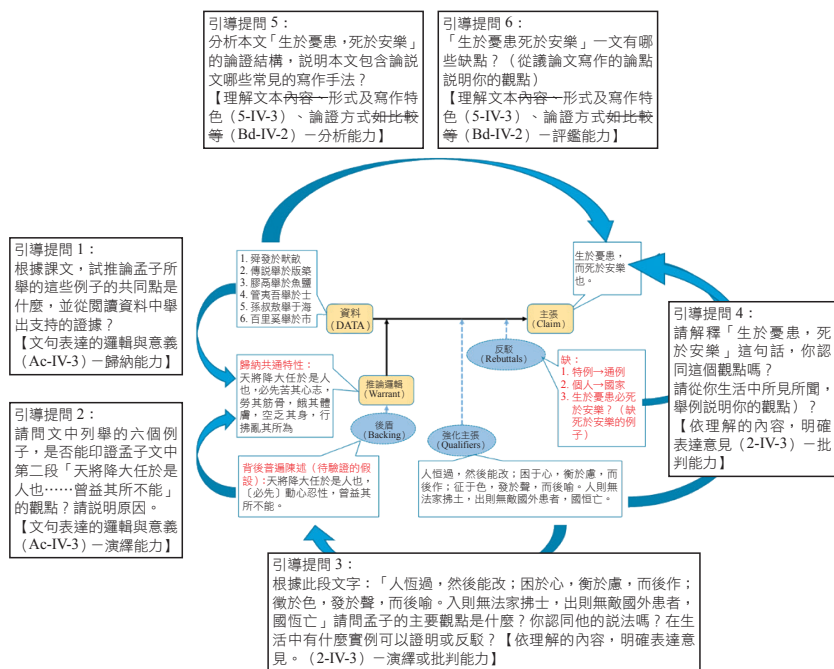 引導提問 5：
分析本文「生於憂患，死於安樂」
的論證結構，說明本文包含論說
文哪些常見的寫作手法？
【理解文本內容、形式及寫作特
色（5-IV-3）、論證方式如比較
等（Bd-IV-2）－分析能力】
引導提問 6：
「生於憂患死於安樂」一文有哪
些缺點？（從議論文寫作的論點
說明你的觀點）
【理解文本內容、形式及寫作特
色（5-IV-3）、論證方式如比較
等（Bd-IV-2）－評鑑能力】
引導提問 1：
根據課文，試推論孟子所
舉的這些例子的共同點是
什麼，並從閱讀資料中舉
出支持的證據？
【文句表達的邏輯與意義
（Ac-IV-3）－歸納能力】
1. 舜發於畎畝
2. 傅說舉於版築
3. 膠鬲舉於魚鹽
4. 管夷吾舉於士
5. 孫叔敖舉于海
6. 百里奚舉於市
資料
（DATA）
主張
（Claim）
生於憂患，
而死於安樂
也。
反駁
（Rebuttals）
缺：
1. 特例→通例
2. 個人→國家
3. 生於憂患必死
於安樂？（缺
死於安樂的例
子）
引導提問 4：
請解釋「生於憂患，死
於安樂」這句話，你認
同這個觀點嗎？
請從你生活中所見所聞，
舉例說明你的觀點）？
【依理解的內容，明確
表達意見（2-IV-3）－批
判能力】
歸納共通特性：
天將降大任於是人
也，必先苦其心志，
勞其筋骨，餓其體
膚，空乏其身，行
拂亂其所為
推論邏輯
（Warrant）
後盾
（Backing）
強化主張
（Qualifiers）
引導提問 2：
請問文中列舉的六個例
子，是否能印證孟子文中
第二段「天將降大任於是
人也……曾益其所不能」
的觀點？請說明原因。
【文句表達的邏輯與意義
（Ac-IV-3）－演繹能力】
背後普遍陳述（待驗證的假
設）：天將降大任於是人也，
〔必先〕動心忍性，曾益其
所不能。
人恒過，然後能改；困于心，衡於慮，而
後作；征于色，發於聲，而後喻。入則無
法家拂士，出則無敵國外患者，國恒亡。
引導提問 3：
根據此段文字：「人恆過，然後能改；困於心，衡於慮，而後作；
徵於色，發於聲，而後喻。入則無法家拂士，出則無敵國外患者，
國恆亡」請問孟子的主要觀點是什麼？你認同他的說法嗎？在生
活中有什麼實例可以證明或反駁？【依理解的內容，明確表達意
見。（2-IV-3）－演繹或批判能力】